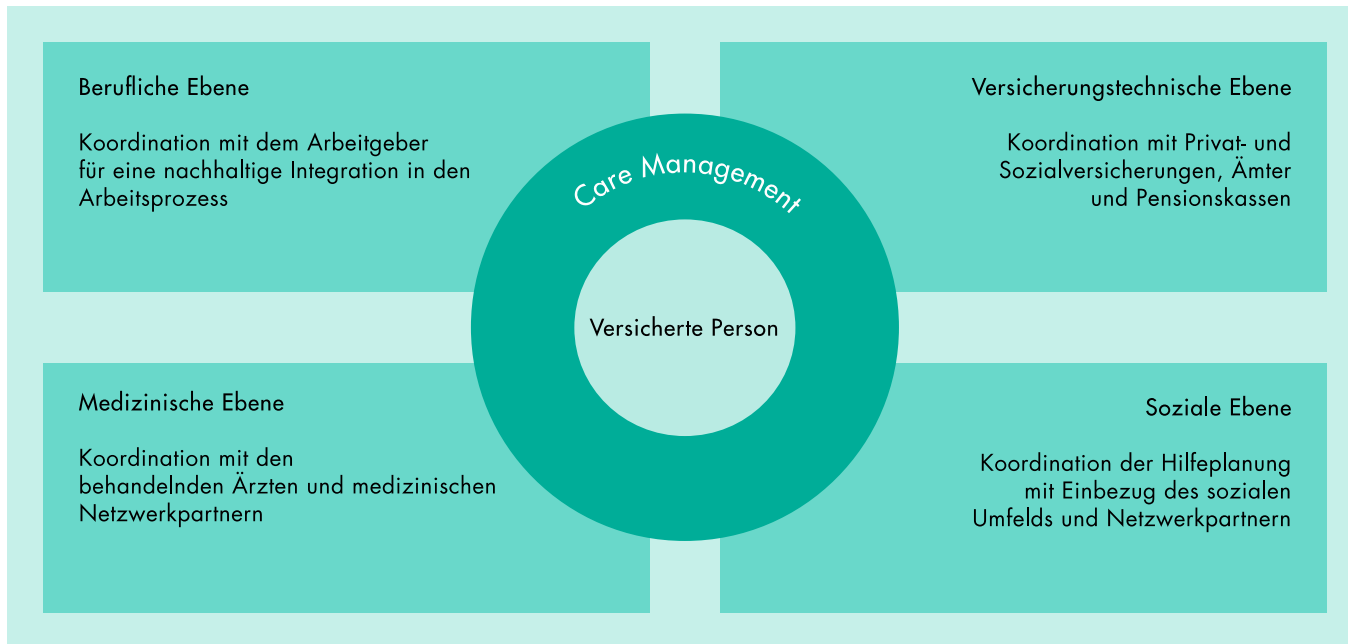 Berufliche Ebene
Koordination mit dem Arbeitgeber
für eine nachhaltige Integration in den
Arbeitsprozess
Versicherungstechnische Ebene
Koordination mit Privat- und
Sozialversicherungen, Ämter
und Pensionskassen
Care Management
Versicherte Person
Medizinische Ebene
Koordination mit den
behandelnden Ärzten und medizinischen
Netzwerkpartnern
Soziale Ebene
Koordination der Hilfeplanung
mit Einbezug des sozialen
Umfelds und Netzwerkpartnern